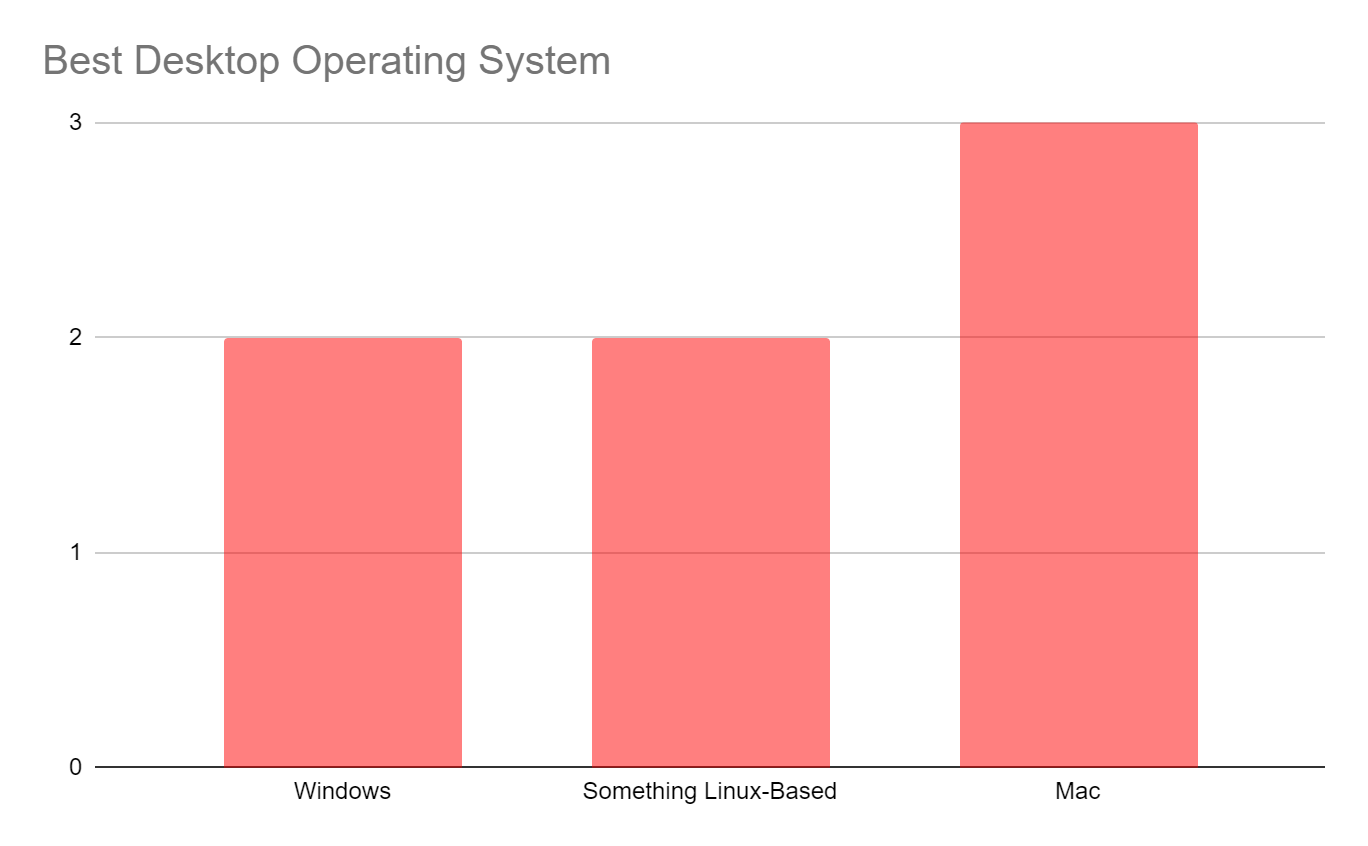 Best Desktop Operating System
3
2
1
0
Windows
Something Linux-Based
Mac